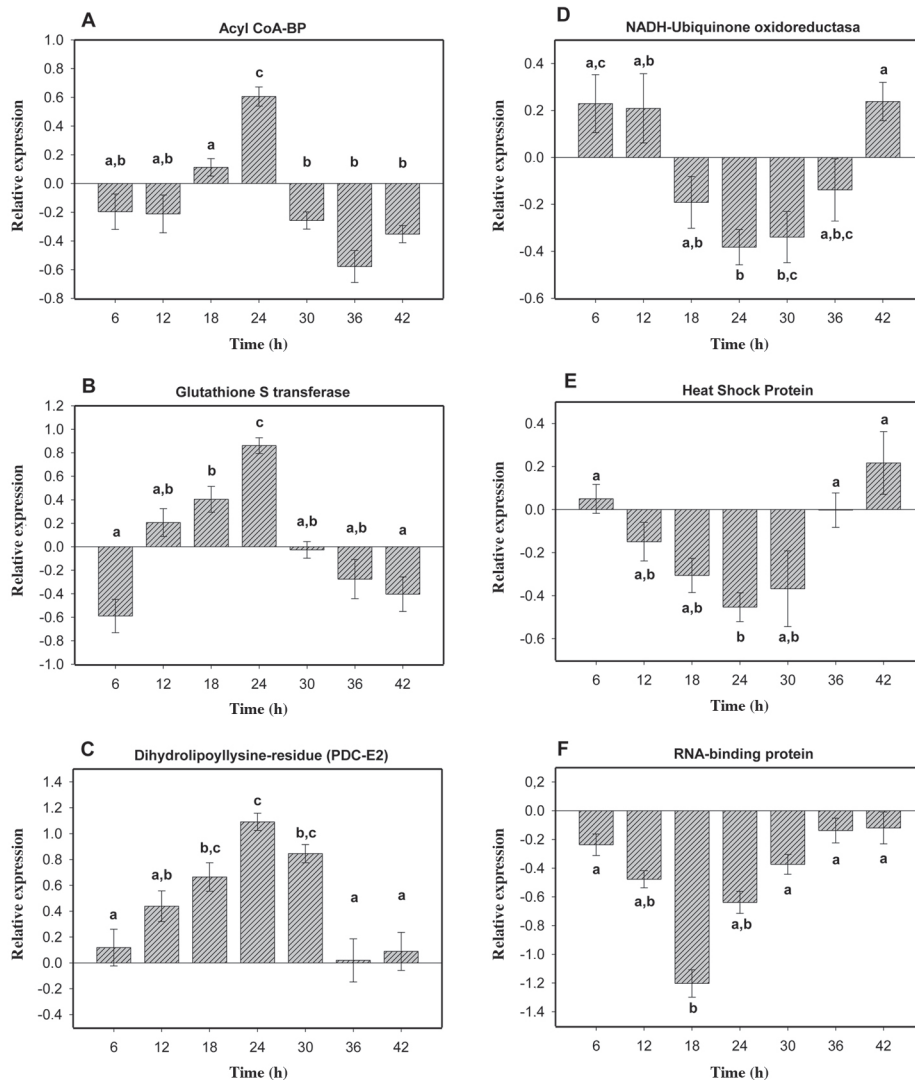 A
Acyl CoA-BP
1.0
0.8
0.6
0.4
0.2
0.0
-0.2
-0.4
-0.6
-0.8
Relative expression
a,b a,b a c b b b
6 12 18 24 30 36 42
Time (h)
B
Glutathione S transferase
1.2
1.0
0.8
0.6
0.4
0.2
0.0
-0.2
-0.4
-0.6
-0.8
-1.0
Relative expression
a a,b b c a,b a,b a
6 12 18 24 30 36 42
Time (h)
C
Dihydrolipoyllysine-residue (PDC-E2)
1.4
1.2
1.0
0.8
0.6
0.4
0.2
0.0
-0.2
-0.4
Relative expression
a a,b b,c c b,c a a
6 12 18 24 30 36 42
Time (h)
D
NADH-Ubiquinone oxidoreductasa
0.4
0.2
0.0
-0.2
-0.4
-0.6
Relative expression
a,c a,b a,b b b,c a,b,c a
6 12 18 24 30 36 42
Time (h)
E
Heat Shock Protein
0.4
0.2
0.0
-0.2
-0.4
-0.6
Relative expression
a a,b a,b b a,b a a
6 12 18 24 30 36 42
Time (h)
F
RNA-binding protein
0,2
0.0
-0.2
-0.4
-0.6
-0.8
-1.0
-1.2
-1.4
Relative expression
a a,b b a,b a a a
6 12 18 24 30 36 42
Time (h)